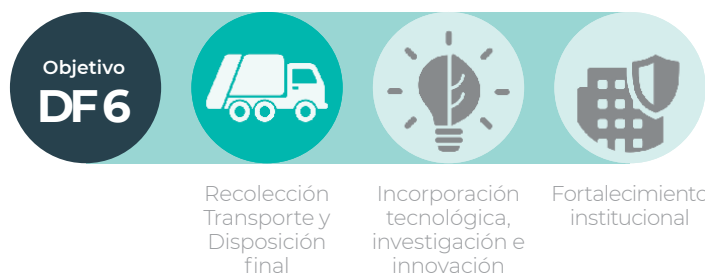 Objetivo
DF 6
Recolección
Transporte y
Disposición
final
Incorporación
tecnológica,
investigación e
innovación
Fortalecimiento
institucional